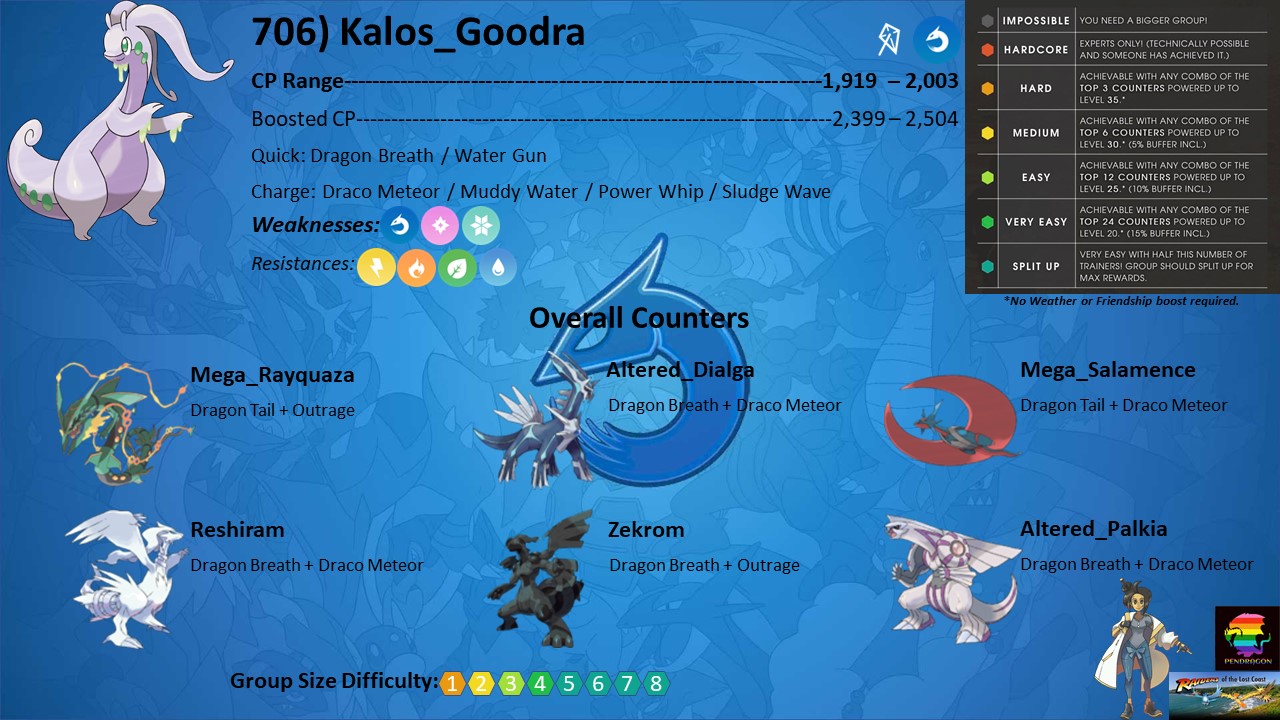 706) Kalos_Goodra
CP Range----------------------------------------------------------------------1,919 – 2,003
Boosted CP---------------------------------------------------------------------2,399 – 2,504
Quick: Dragon Breath / Water Gun
Charge: Draco Meteor / Muddy Water / Power Whip / Sludge Wave
Weaknesses:
Resistances:
IMPOSSIBLE YOU NEED A BIGGER GROUP!
HARDCORE EXPERTS ONLY! (TECHNICALLY POSSIBLE
AND SOMEONE HAS ACHIEVED IT.)
HARD ACHIEVABLE WITH ANY COMBO OF THE
TOP 3 COUNTERS POWERED UP TO
LEVEL 35.*
MEDIUM ACHIEVABLE WITH ANY COMBO OF THE
TOP 6 COUNTERS POWERED UP TO
LEVEL 30.* (5% BUFFER INCL.)
EASY ACHIEVABLE WITH ANY COMBO OF THE
TOP 12 COUNTERS POWERED UP TO
LEVEL 25.* (10% BUFFER INCL.)
VERY EASY ACHIEVABLE WITH ANY COMBO OF THE
TOP 24 COUNTERS POWERED UP TO
LEVEL 20.* (15% BUFFER INCL.)
SPLIT UP VERY EASY WITH HALF THIS NUMBER OF
TRAINERS! GROUP SHOULD SPLIT UP FOR
MAX REWARDS.
*No Weather or Friendship boost required.
Overall Counters
Mega_Rayquaza
Dragon Tail + Outrage
Altered_Dialga
Dragon Breath + Draco Meteor
Mega_Salamence
Dragon Tail + Draco Meteor
Reshiram
Dragon Breath + Draco Meteor
Zekrom
Dragon Breath + Outrage
Altered_Palkia
Dragon Breath + Draco Meteor
Group Size Difficulty: 1 2 3 4 5 6 7 8
PENDRAGON
RAIDERS of the Lost Coast